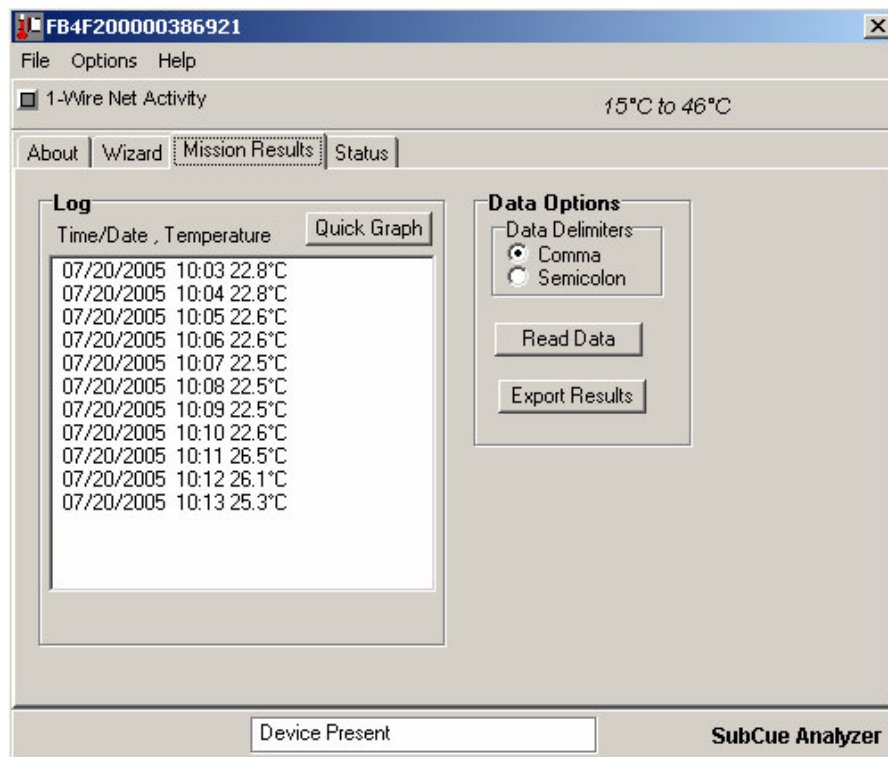 FB4F200000386921
File Options Help
1-Wire Net Activity
15°C to 46°C
About Wizard Mission Results Status
Log
Time/Date , Temperature
Quick Graph
07/20/2005 10:03 22.8°C
07/20/2005 10:04 22.8°C
07/20/2005 10:05 22.6°C
07/20/2005 10:06 22.6°C
07/20/2005 10:07 22.5°C
07/20/2005 10:08 22.5°C
07/20/2005 10:09 22.5°C
07/20/2005 10:10 22.6°C
07/20/2005 10:11 26.5°C
07/20/2005 10:12 26.1°C
07/20/2005 10:13 25.3°C
Data Options
Data Delimiters
Comma
Semicolon
Read Data
Export Results
Device Present
SubCue Analyzer